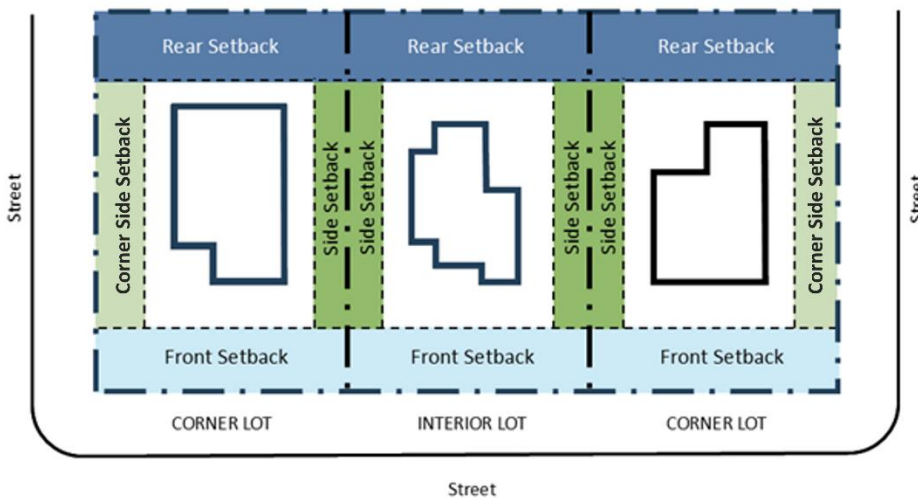 Rear Setback
Rear Setback
Rear Setback
Street
Corner Side Setback
Side Setback
Side Setback
Side Setback
Side Setback
Corner Side Setback
Street
Front Setback
Front Setback
Front Setback
CORNER LOT
INTERIOR LOT
CORNER LOT
Street